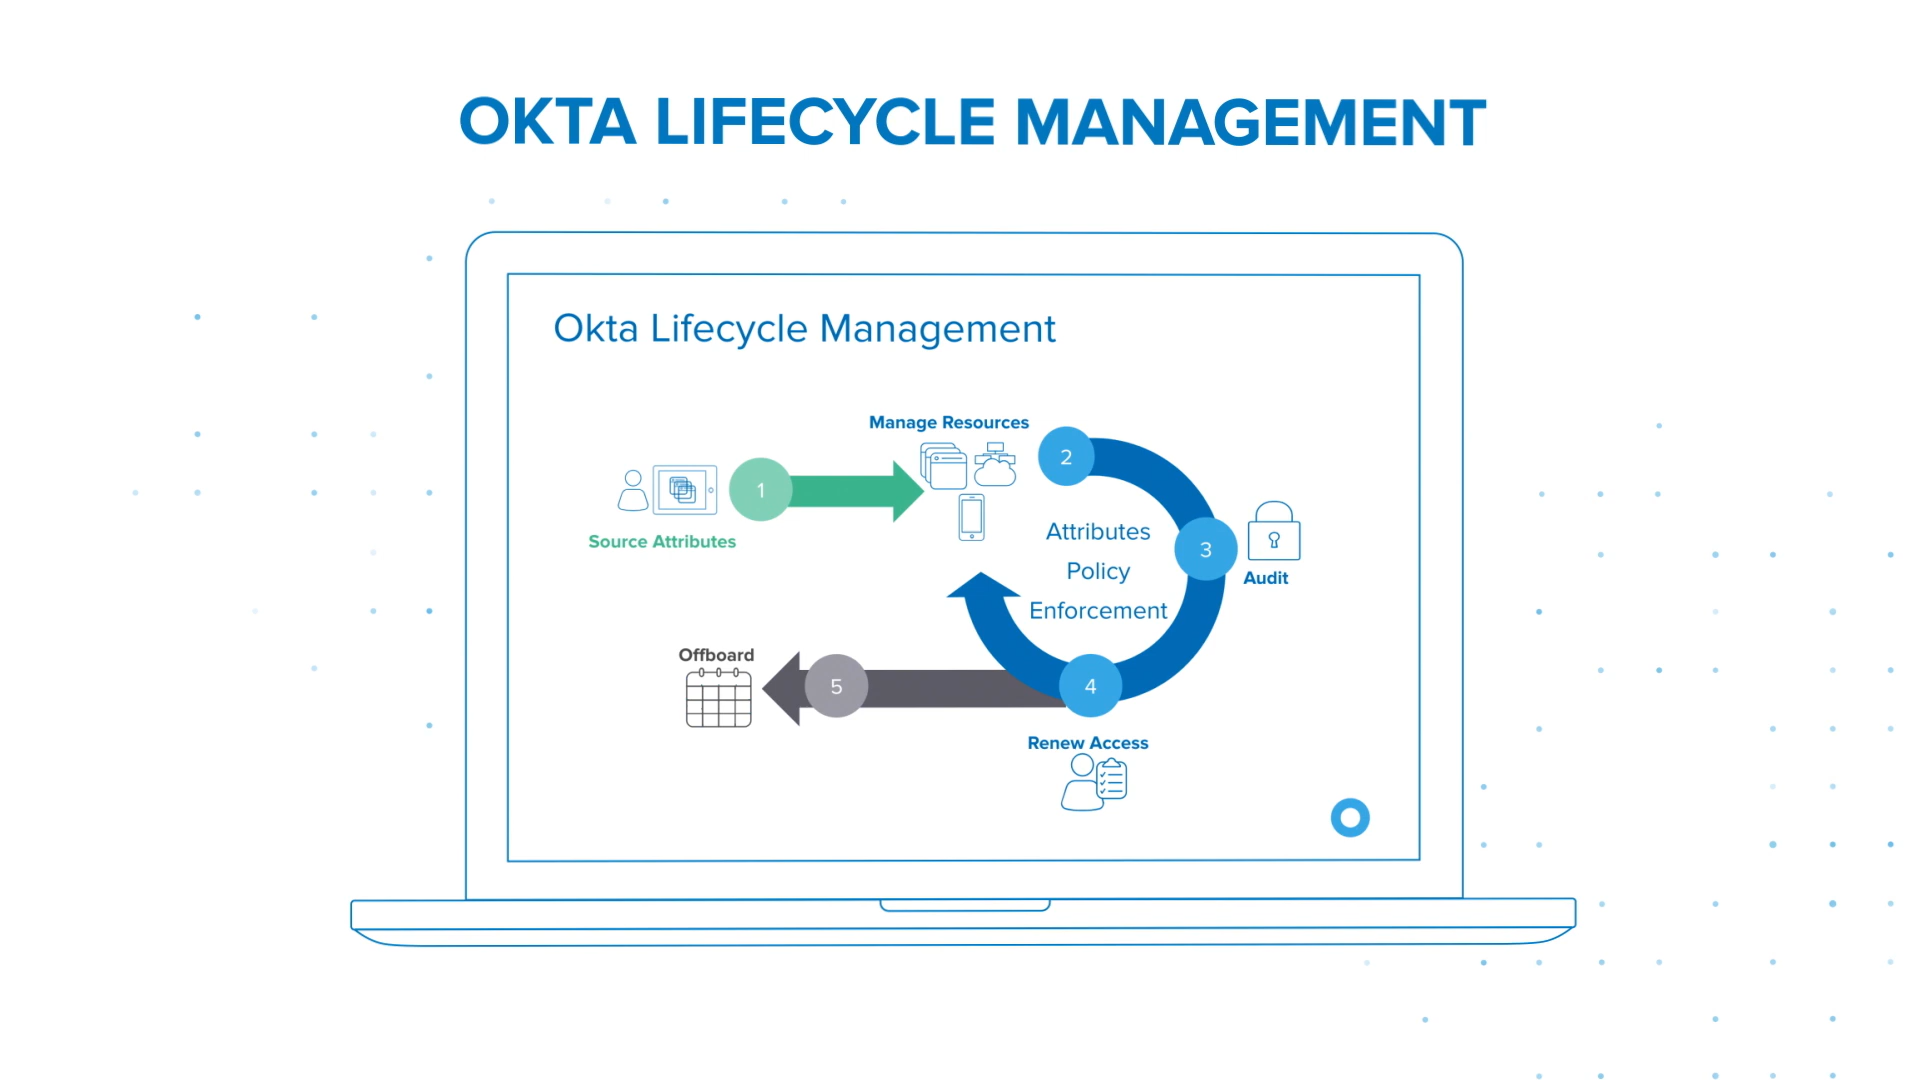 OKTA LIFECYCLE MANAGEMENT
Okta Lifecycle Management
Manage Resources
1
2
Source Attributes
Attributes
Policy
Enforcement
3
Audit
Offboard
5
4
Renew Access